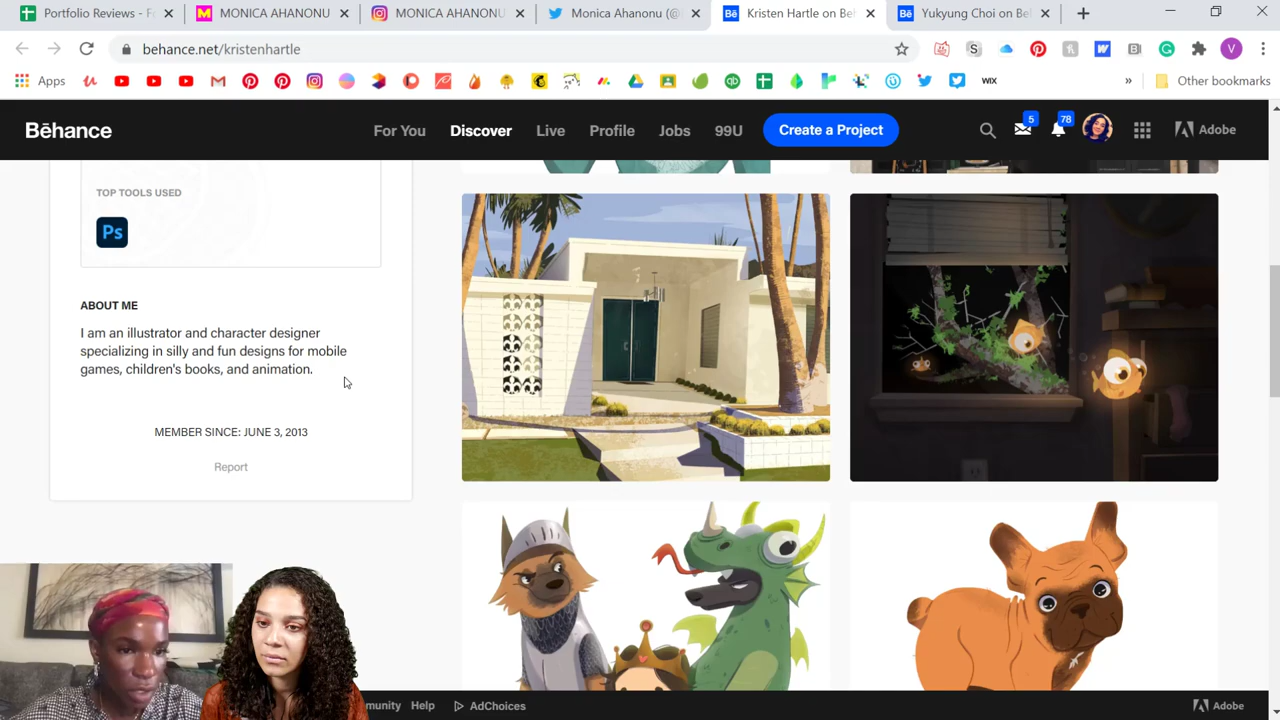 Portfolio Reviews - F
MONICA AHANONU
MONICA AHANONU
Monica Ahanonu (@
Kristen Hartle on Be
Yukyung Choi on Be
behance.net/kristenhartle
Apps
WIX
Other bookmarks
Bēhance
For You
Discover
Live
Profile
Jobs
99U
Create a Project
5
78
Adobe
TOP TOOLS USED
Ps
ABOUT ME
I am an illustrator and character designer
specializing in silly and fun designs for mobile
games, children's books, and animation.
MEMBER SINCE: JUNE 3, 2013
Report
munity
Help
AdChoices
Adobe